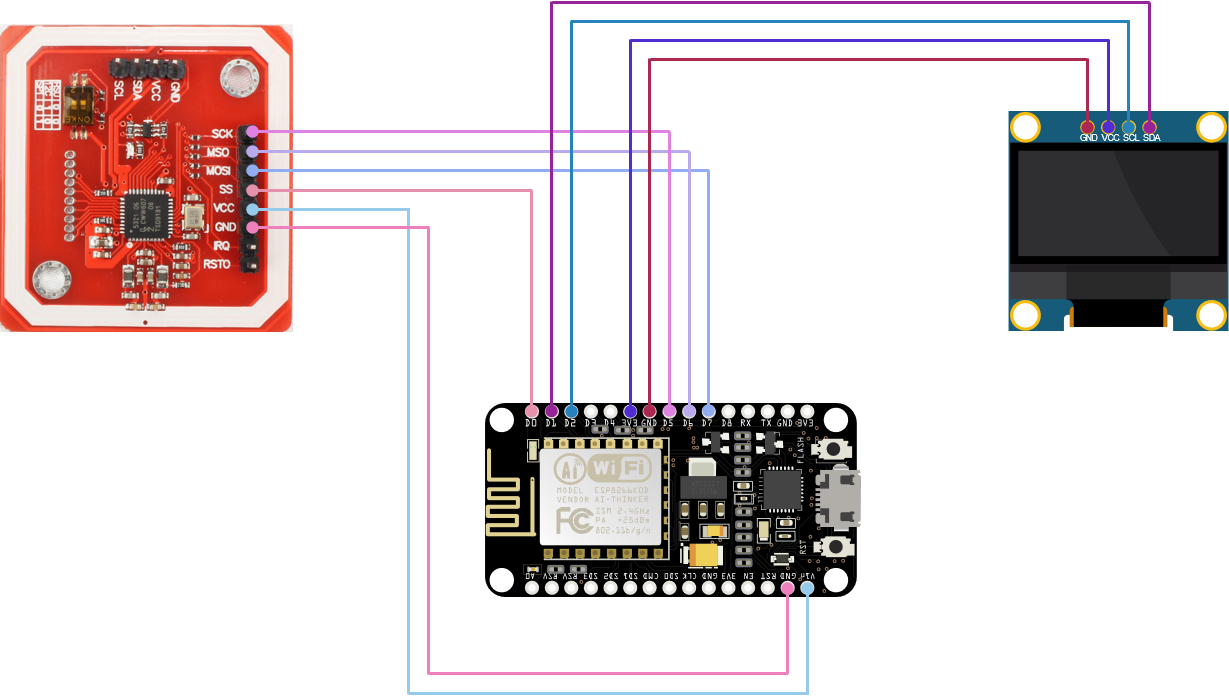 SCL
SDA
VCC
GND
SCK
MSO
MOSI
SS
VCC
GND
IRQ
RSTO
GND VCC SCL SDA
D0 D1 D2 D3 D4 3V3 GND D5 D6 D7 D8 RX TX GND 3V3
FLASH
Ai Wi Fi
MODEL ESP8266MOD
VENDOR AI-THINKER
FC ISM 2.4GHz
PA +25dBm
802.11b/g/n
RST
A0 RSV RSV SD3 SD2 SD1 CMD SD0 CLK GND 3V3 EN RST GND Vin